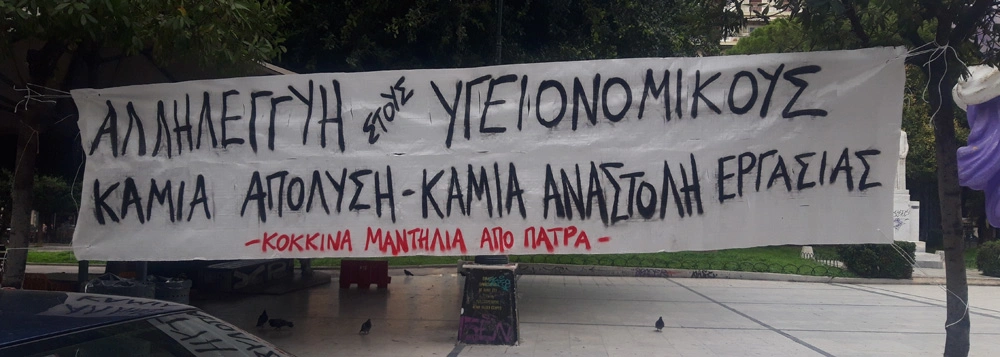 ΑΛΛΗΛΕΓΓΥΗ ΣΤΟΥΣ ΥΓΕΙΟΝΟΜΙΚΟΥΣ
ΚΑΜΙΑ ΑΠΟΛΥΣΗ - ΚΑΜΙΑ ΑΝΑΣΤΟΛΗ ΕΡΓΑΣΙΑΣ
- ΚΟΚΚΙΝΑ ΜΑΝΤΗΛΙΑ ΑΠΟ ΠΑΤΡΑ -